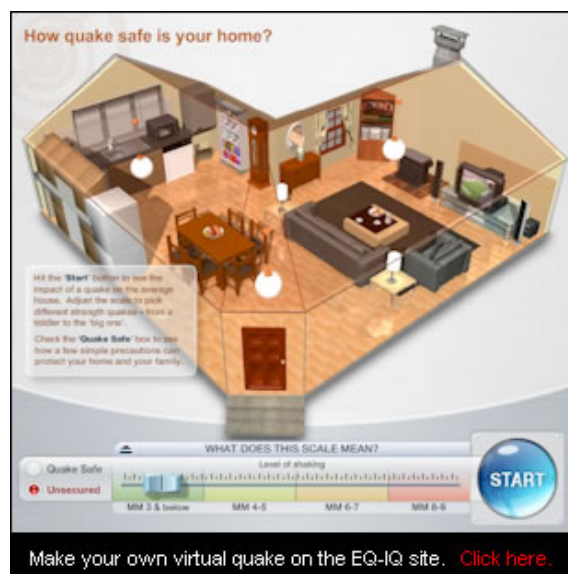 How quake safe is your home?
Hit the 'Start' button to see the
impact of a quake on the average
house. Adjust the scale to pick
different strength quakes - from a
tiddler to the 'big one'.
Check the 'Quake Safe' box to see
how a few simple precautions can
protect your home and your family.
WHAT DOES THIS SCALE MEAN?
Level of shaking
Quake Safe
Unsecured
MM 3 & below MM 4-5 MM 6-7 MM 8-9
START
Make your own virtual quake on the EQ-IQ site. Click here.